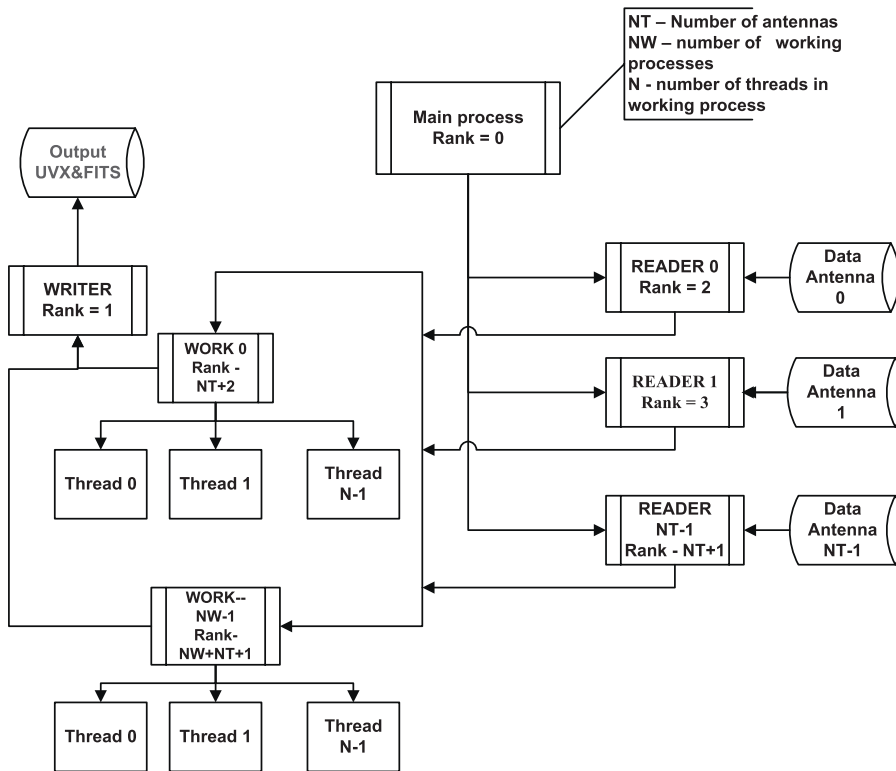 NT – Number of antennas
NW – number of working
processes
N - number of threads in
working process
Main process
Rank = 0
Output
UVX&FITS
WRITER
Rank = 1
READER 0
Rank = 2
Data
Antenna
0
WORK 0
Rank -
NT+2
READER 1
Rank = 3
Data
Antenna
1
Thread 0
Thread 1
Thread
N-1
READER
NT-1
Rank - NT+1
Data
Antenna
NT-1
WORK--
NW-1
Rank-
NW+NT+1
Thread 0
Thread 1
Thread
N-1